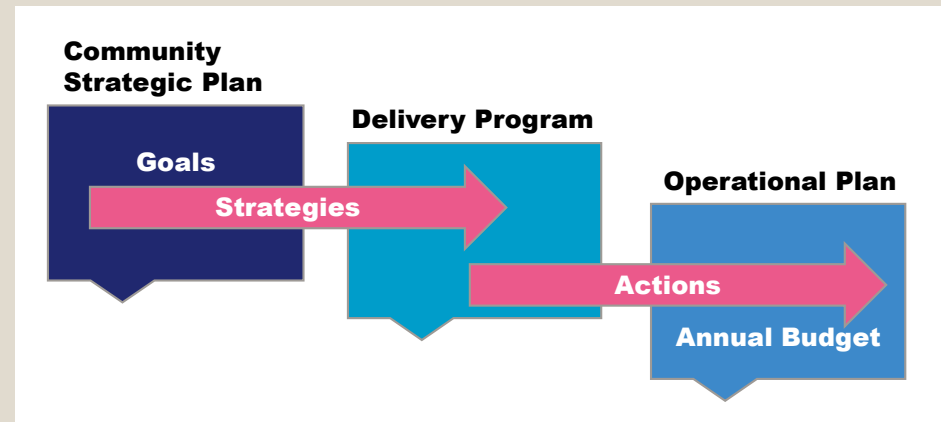 Community
Strategic Plan
Goals
Strategies
Delivery Program
Operational Plan
Actions
Annual Budget